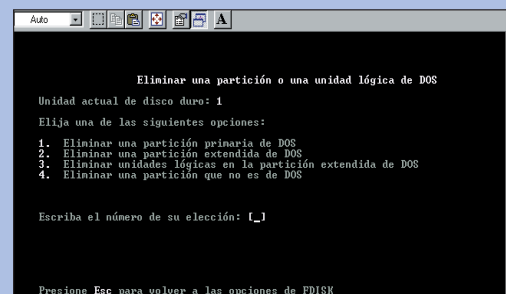 Auto A
Eliminar una partición o una unidad lógica de DOS
Unidad actual de disco duro: 1
Elija una de las siguientes opciones:
1. Eliminar una partición primaria de DOS
2. Eliminar una partición extendida de DOS
3. Eliminar unidades lógicas en la partición extendida de DOS
4. Eliminar una partición que no es de DOS
Escriba el número de su elección: [_]
Presione Esc para volver a las opciones de FDISK